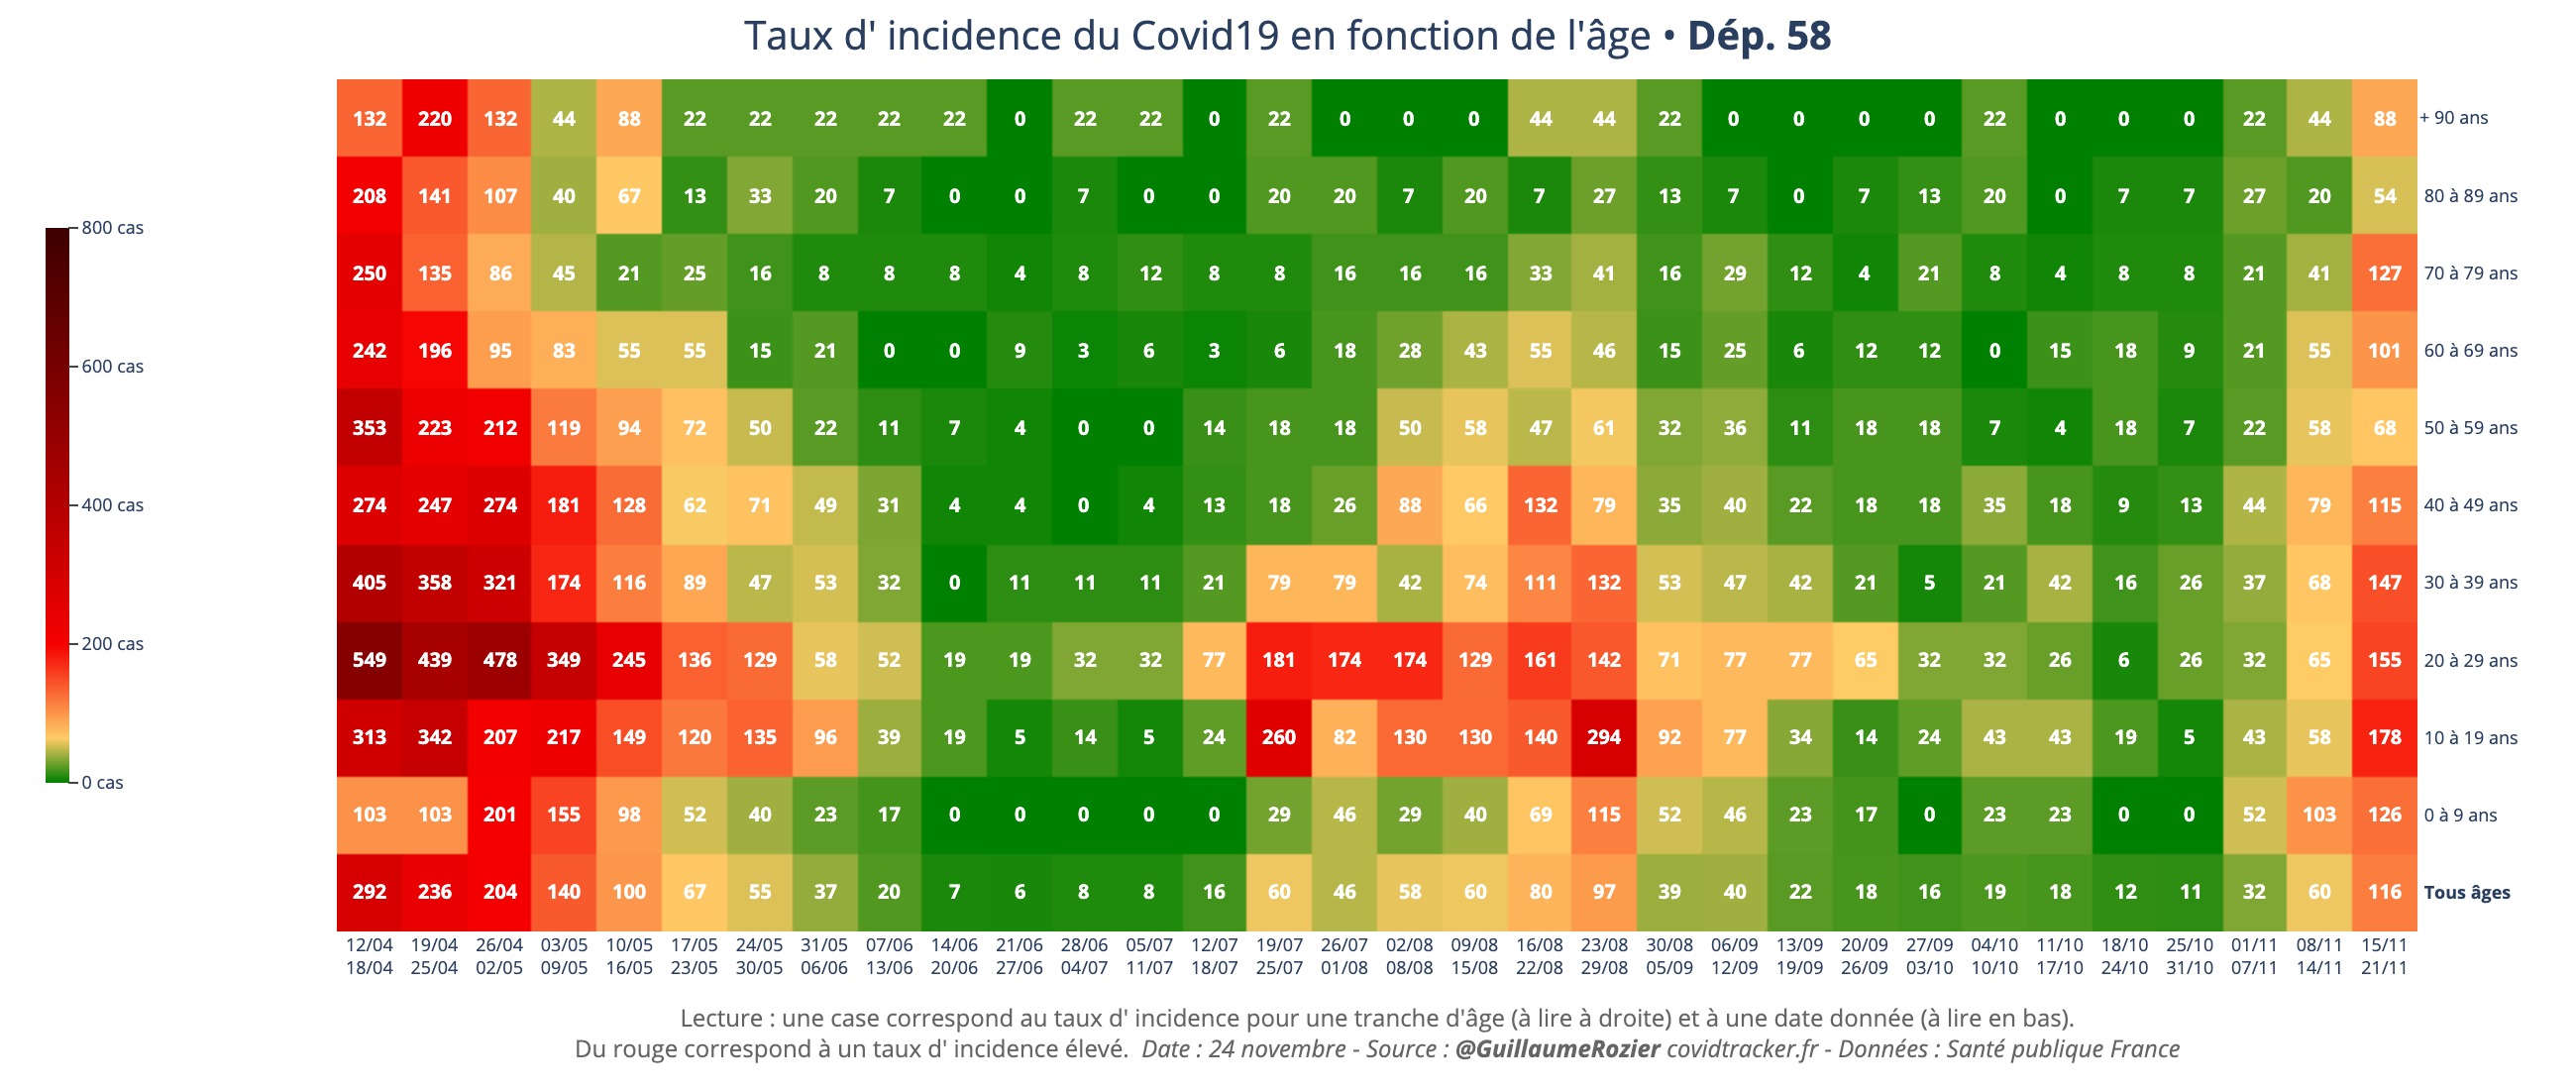 Taux d' incidence du Covid19 en fonction de l'âge • Dép. 58
800 cas
600 cas
400 cas
200 cas
0 cas
132 220 132 44 88 22 22 22 22 22 0 22 22 0 22 0 0 0 44 44 22 0 0 0 0 22 0 0 0 22 44 88 + 90 ans
208 141 107 40 67 13 33 20 7 0 0 7 0 0 20 20 7 20 7 27 13 7 0 7 13 20 0 7 7 27 20 54 80 à 89 ans
250 135 86 45 21 25 16 8 8 8 4 8 12 8 8 16 16 16 33 41 16 29 12 4 21 8 4 8 8 21 41 127 70 à 79 ans
242 196 95 83 55 55 15 21 0 0 9 3 6 3 6 18 28 43 55 46 15 25 6 12 12 0 15 18 9 21 55 101 60 à 69 ans
353 223 212 119 94 72 50 22 11 7 4 0 0 14 18 18 50 58 47 61 32 36 11 18 18 7 4 18 7 22 58 68 50 à 59 ans
274 247 274 181 128 62 71 49 31 4 4 0 4 13 18 26 88 66 132 79 35 40 22 18 18 35 18 9 13 44 79 115 40 à 49 ans
405 358 321 174 116 89 47 53 32 0 11 11 11 21 79 79 42 74 111 132 53 47 42 21 5 21 42 16 26 37 68 147 30 à 39 ans
549 439 478 349 245 136 129 58 52 19 19 32 32 77 181 174 174 129 161 142 71 77 77 65 32 32 26 6 26 32 65 155 20 à 29 ans
313 342 207 217 149 120 135 96 39 19 5 14 5 24 260 82 130 130 140 294 92 77 34 14 24 43 43 19 5 43 58 178 10 à 19 ans
103 103 201 155 98 52 40 23 17 0 0 0 0 0 29 46 29 40 69 115 52 46 23 17 0 23 23 0 0 52 103 126 0 à 9 ans
292 236 204 140 100 67 55 37 20 7 6 8 8 16 60 46 58 60 80 97 39 40 22 18 16 19 18 12 11 32 60 116 Tous âges
12/04 19/04 26/04 03/05 10/05 17/05 24/05 31/05 07/06 14/06 21/06 28/06 05/07 12/07 19/07 26/07 02/08 09/08 16/08 23/08 30/08 06/09 13/09 20/09 27/09 04/10 11/10 18/10 25/10 01/11 08/11 15/11
18/04 25/04 02/05 09/05 16/05 23/05 30/05 06/06 13/06 20/06 27/06 04/07 11/07 18/07 25/07 01/08 08/08 15/08 22/08 29/08 05/09 12/09 19/09 26/09 03/10 10/10 17/10 24/10 31/10 07/11 14/11 21/11
Lecture : une case correspond au taux d' incidence pour une tranche d'âge (à lire à droite) et à une date donnée (à lire en bas).
Du rouge correspond à un taux d' incidence élevé. Date : 24 novembre - Source : @GuillaumeRozier covidtracker.fr - Données : Santé publique France